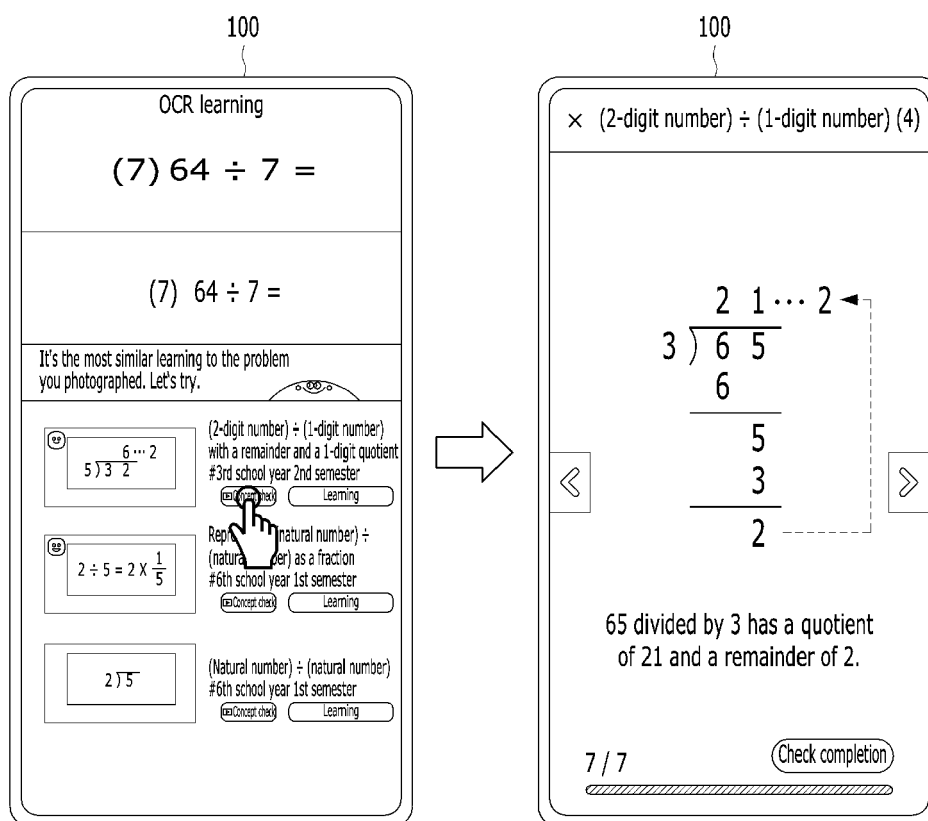 100
OCR learning
(7) 64 ÷ 7 =
(7) 64 ÷ 7 =
It's the most similar learning to the problem
you photographed. Let's try.
6 ··· 2
5 ) 3 2
(2-digit number) ÷ (1-digit number)
with a remainder and a 1-digit quotient
#3rd school year 2nd semester
Concept check
Learning
2 ÷ 5 = 2 X 1/5
(natural number) ÷
as a fraction
#6th school year 1st semester
Concept check
Learning
2 ) 5
(Natural number) ÷ (natural number)
#6th school year 1st semester
Concept check
Learning
100
× (2-digit number) ÷ (1-digit number) (4)
2 1 ··· 2
3 ) 6 5
6
5
3
2
65 divided by 3 has a quotient
of 21 and a remainder of 2.
7 / 7
Check completion